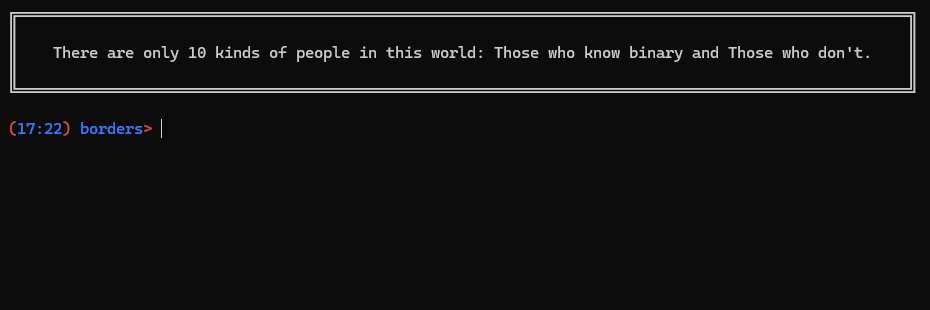 There are only 10 kinds of people in this world: Those who know binary and Those who don't.
(17:22) borders>